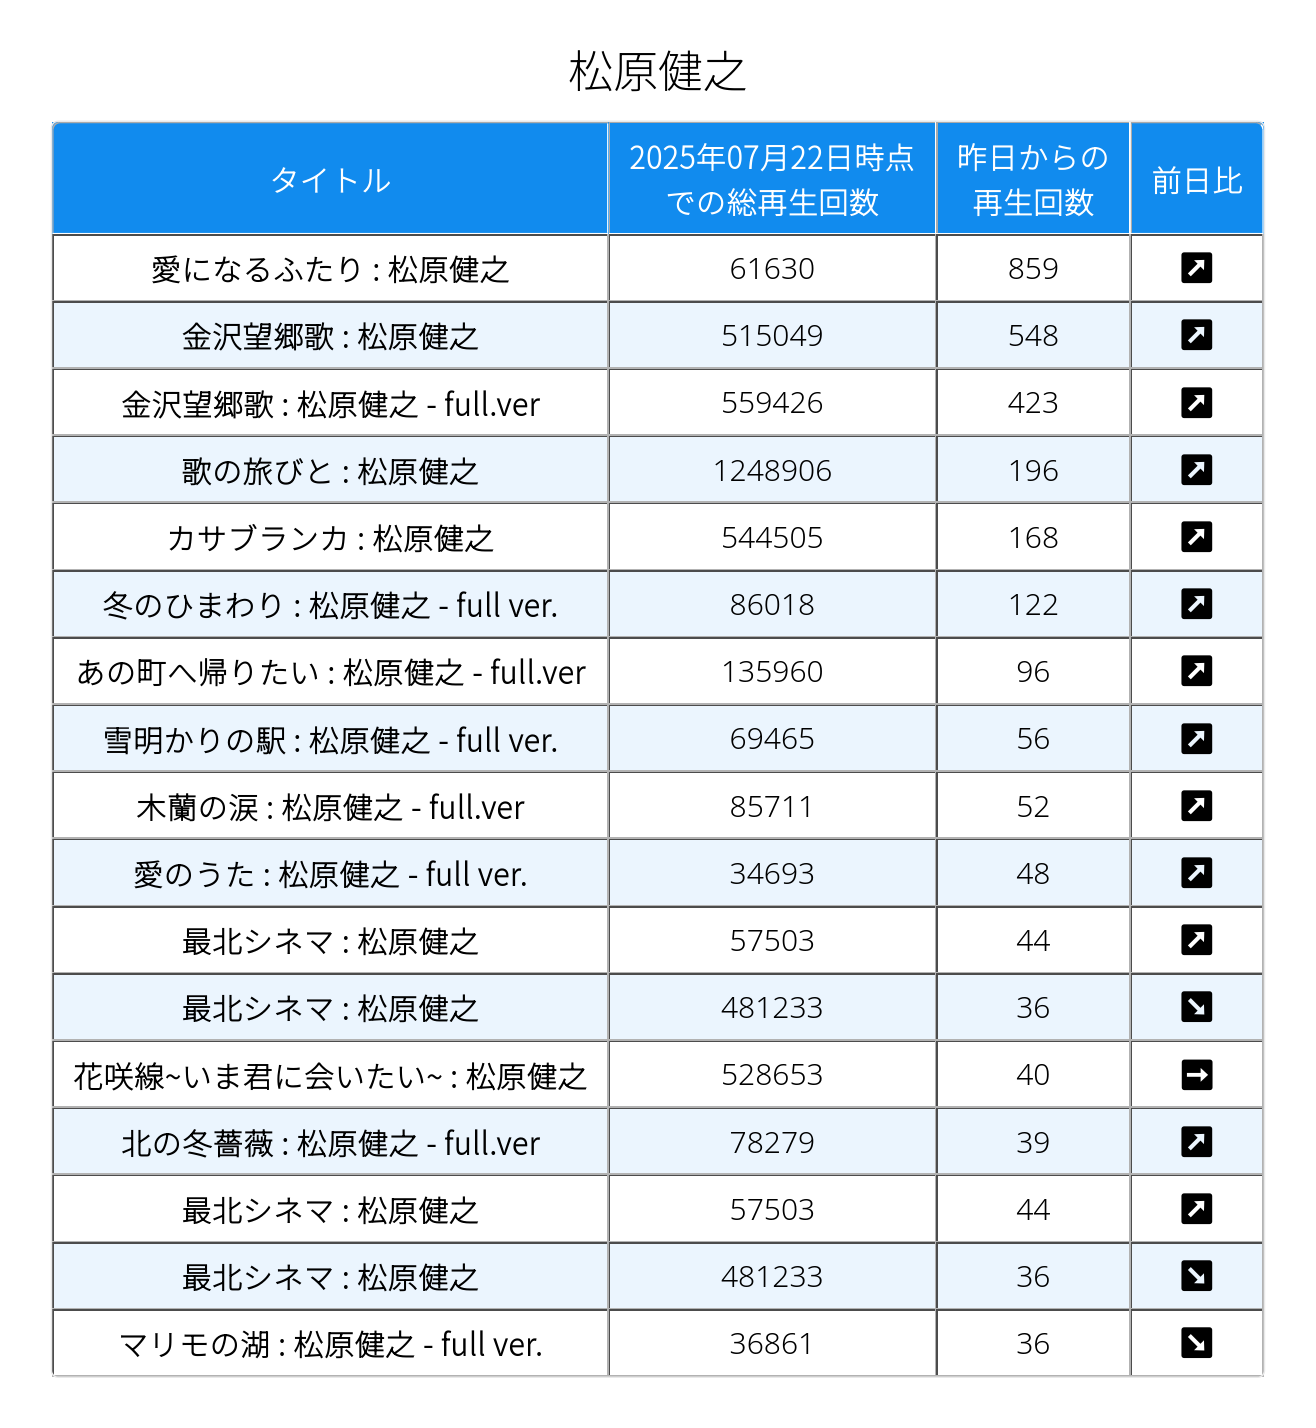 松原健之
タイトル 2025年07月22日時点での総再生回数 昨日からの再生回数 前日比
愛になるふたり : 松原健之 61630 859 ↗
金沢望郷歌 : 松原健之 515049 548 ↗
金沢望郷歌 : 松原健之 - full.ver 559426 423 ↗
歌の旅びと : 松原健之 1248906 196 ↗
カサブランカ : 松原健之 544505 168 ↗
冬のひまわり : 松原健之 - full ver. 86018 122 ↗
あの町へ帰りたい : 松原健之 - full.ver 135960 96 ↗
雪明かりの駅 : 松原健之 - full ver. 69465 56 ↗
木蘭の涙 : 松原健之 - full.ver 85711 52 ↗
愛のうた : 松原健之 - full ver. 34693 48 ↗
最北シネマ : 松原健之 57503 44 ↗
最北シネマ : 松原健之 481233 36 ↘
花咲線~いま君に会いたい~ : 松原健之 528653 40 →
北の冬薔薇 : 松原健之 - full.ver 78279 39 ↗
最北シネマ : 松原健之 57503 44 ↗
最北シネマ : 松原健之 481233 36 ↘
マリモの湖 : 松原健之 - full ver. 36861 36 ↘